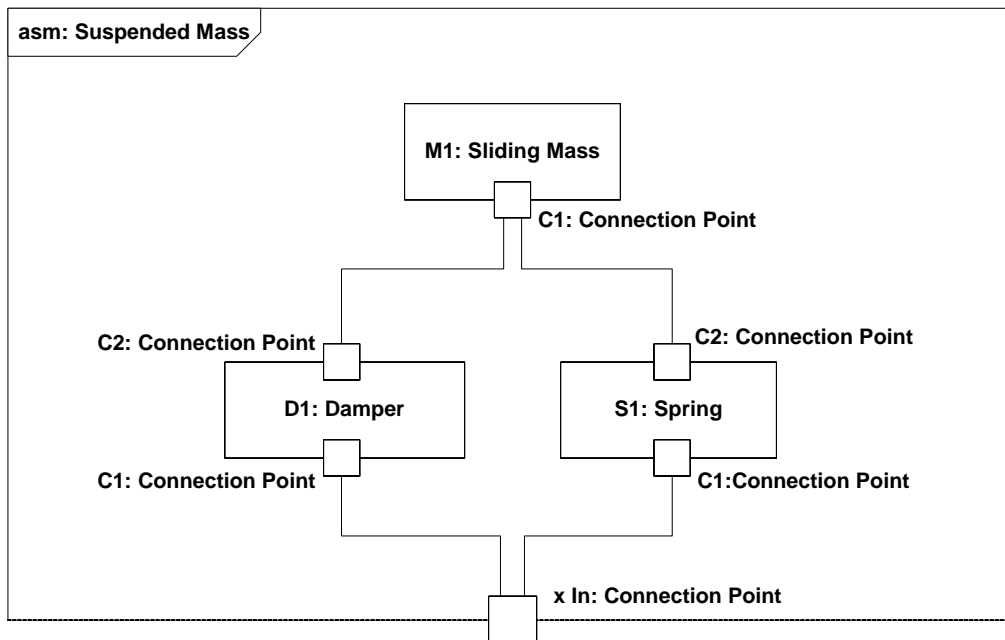 asm: Suspended Mass
M1: Sliding Mass
C1: Connection Point
C2: Connection Point
C2: Connection Point
D1: Damper
S1: Spring
C1: Connection Point
C1:Connection Point
x In: Connection Point